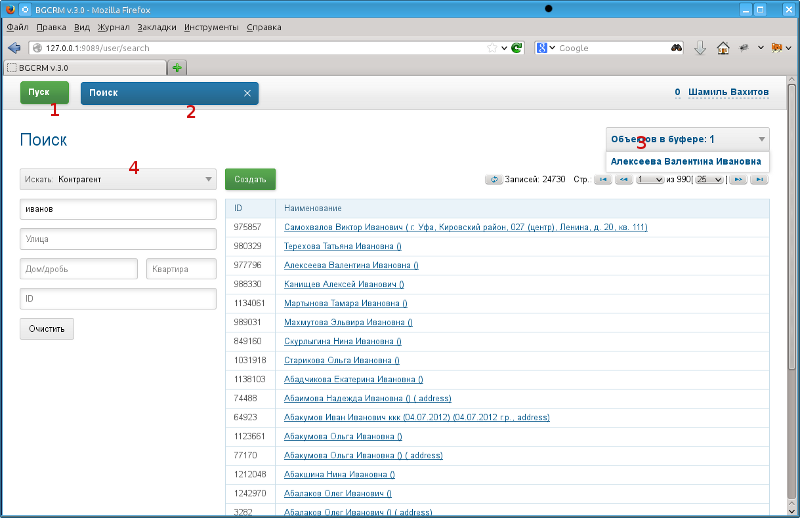 BGCRM v.3.0 - Mozilla Firefox
Файл Правка Вид Журнал Закладки Инструменты Справка
127.0.0.1:9089/user/search
Google
BGCRM v.3.0
Пуск
Поиск
0 Шамиль Вахитов
1
2
Поиск
Объектов в буфере: 1
3
Алексеева Валентина Ивановна
4
Искать: Контрагент
Создать
Записей: 24730 Стр. 1 из 990 [ 25 ]
иванов
Улица
Дом/дробь
Квартира
ID
Очистить
ID Наименование
975857 Самохвалов Виктор Иванович ( г. Уфа, Кировский район, 027 (центр), Ленина, д. 20, кв. 111)
980329 Терехова Татьяна Ивановна ()
977796 Алексеева Валентина Ивановна ()
988330 Канищев Алексей Иванович ()
1134061 Мартынова Тамара Ивановна ()
989031 Махмутова Эльвира Ивановна ()
849160 Скурлыгина Нина Ивановна ()
1031918 Старикова Ольга Ивановна ()
1138103 Абадчикова Екатерина Ивановна ()
74488 Абаимова Надежда Ивановна () ( address)
64923 Абакумов Иван Иванович ккк (04.07.2012) (04.07.2012 г.р., address)
1123661 Абакумова Ольга Ивановна ()
77170 Абакумова Ольга Ивановна () ( address)
1212048 Абакшина Нина Ивановна ()
1242970 Абалаков Олег Иванович ()
3282 Абалаков Олег Иванович () ( address)